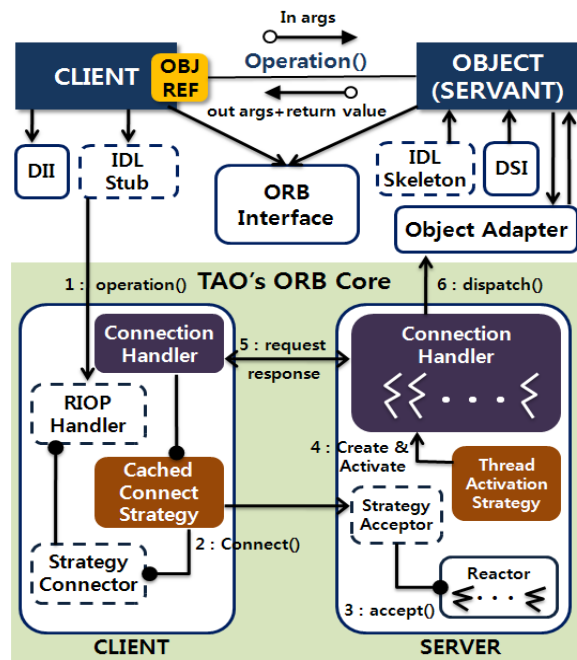 In args
CLIENT
OBJ
REF
Operation()
OBJECT
(SERVANT)
out args+return value
DII
IDL
Stub
ORB
Interface
IDL
Skeleton
DSI
Object Adapter
1 : operation()
TAO's ORB Core
6 : dispatch()
Connection
Handler
5 : request
response
Connection
Handler
RIOP
Handler
4 : Create &
Activate
Cached
Connect
Strategy
Thread
Activation
Strategy
Strategy
Acceptor
2 : Connect()
Strategy
Connector
Reactor
3 : accept()
CLIENT
SERVER